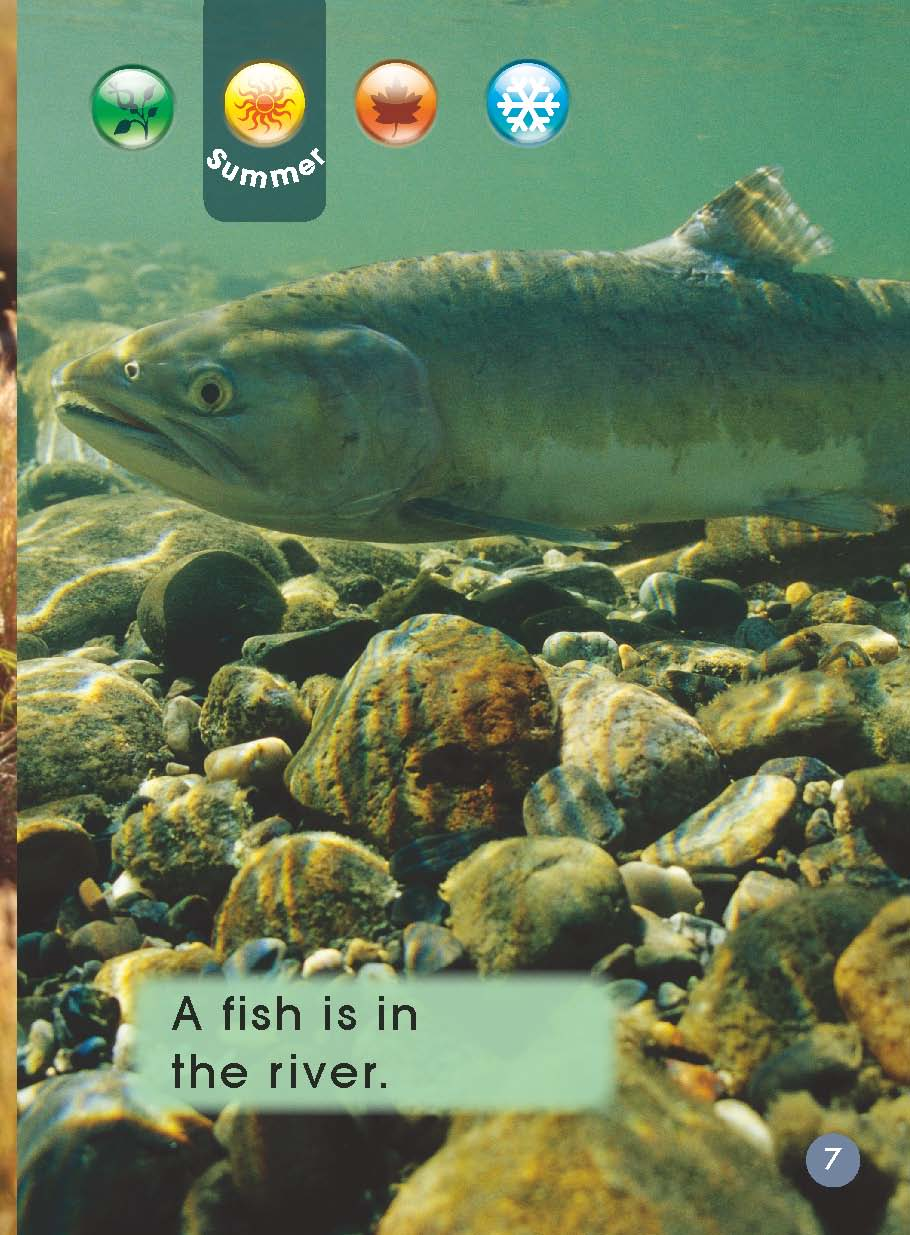 Summer
A fish is in
the river.
7